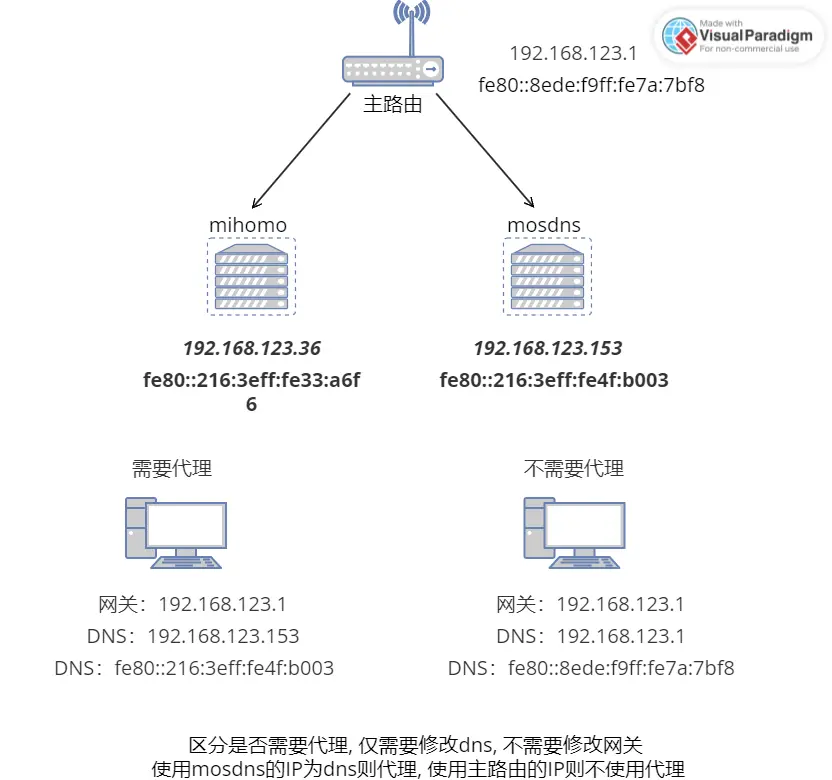 Made with
VisualParadigm
For non-commercial use
192.168.123.1
fe80::8ede:f9ff:fe7a:7bf8
主路由
mihomo
mosdns
192.168.123.36
192.168.123.153
fe80::216:3eff:fe33:a6f
6
fe80::216:3eff:fe4f:b003
需要代理
不需要代理
网关：192.168.123.1
DNS：192.168.123.153
DNS：fe80::216:3eff:fe4f:b003
网关：192.168.123.1
DNS：192.168.123.1
DNS：fe80::8ede:f9ff:fe7a:7bf8
区分是否需要代理, 仅需要修改dns, 不需要修改网关
使用mosdns的IP为dns则代理, 使用主路由的IP则不使用代理